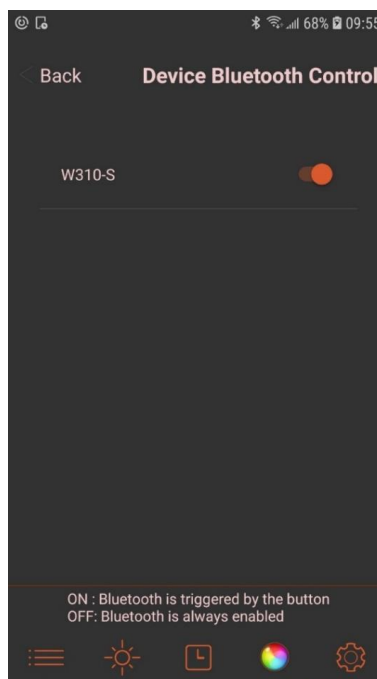 68% 09:55
Back Device Bluetooth Control
W310-S
ON : Bluetooth is triggered by the button
OFF: Bluetooth is always enabled